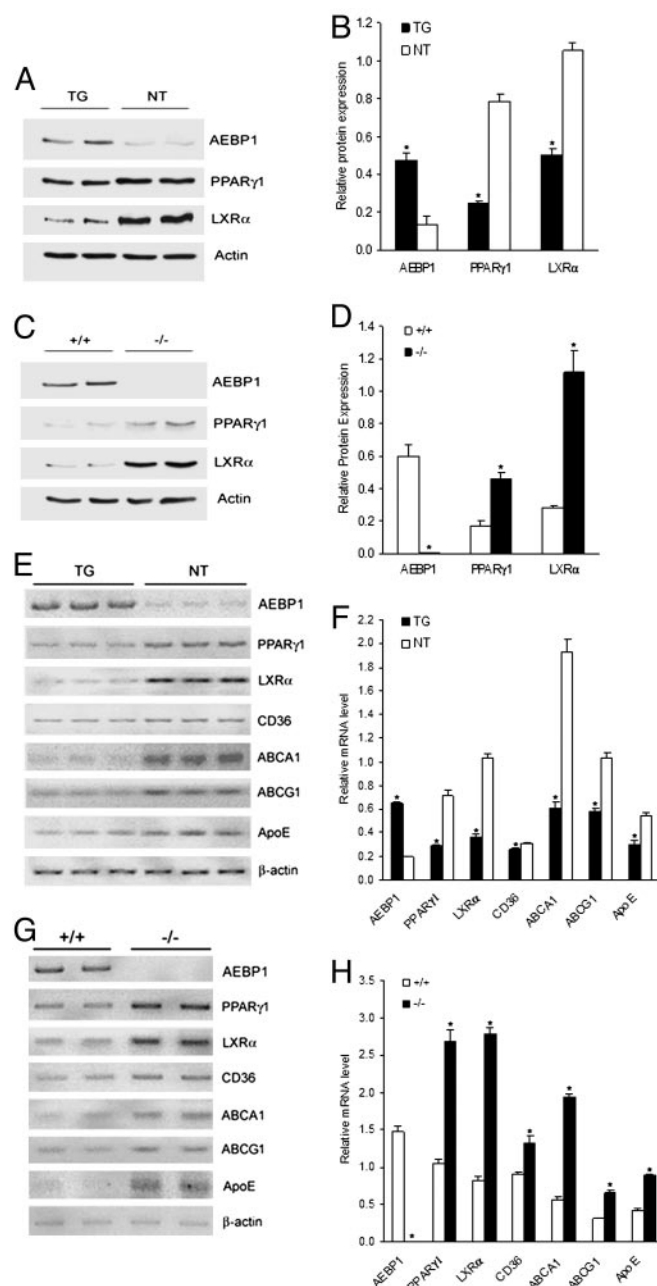 A
TG NT
AEBP1
PPARγ1
LXRα
Actin
B
TG
NT
Relative protein expression
1.2
1.0
0.8
0.6
0.4
0.2
0.0
* * *
AEBP1 PPARγ1 LXRα
C
+/+ -/-
AEBP1
PPARγ1
LXRα
Actin
D
+/+
-/-
Relative Protein Expression
1.4
1.2
1.0
0.8
0.6
0.4
0.2
0.0
* * *
AEBP1 PPARγ1 LXRα
E
TG NT
AEBP1
PPARγ1
LXRα
CD36
ABCA1
ABCG1
ApoE
β-actin
F
TG
NT
Relative mRNA level
2.2
2.0
1.8
1.6
1.4
1.2
1.0
0.8
0.6
0.4
0.2
0.0
* * * * * * *
AEBP1 PPARγ1 LXRα CD36 ABCA1 ABCG1 Apo E
G
+/+ -/-
AEBP1
PPARγ1
LXRα
CD36
ABCA1
ABCG1
ApoE
β-actin
H
+/+
-/-
Relative mRNA level
3.5
3.0
2.5
2.0
1.5
1.0
0.5
0.0
* * * * * * *
AEBP1 PPARγ1 LXRα CD36 ABCA1 ABCG1 Apo E